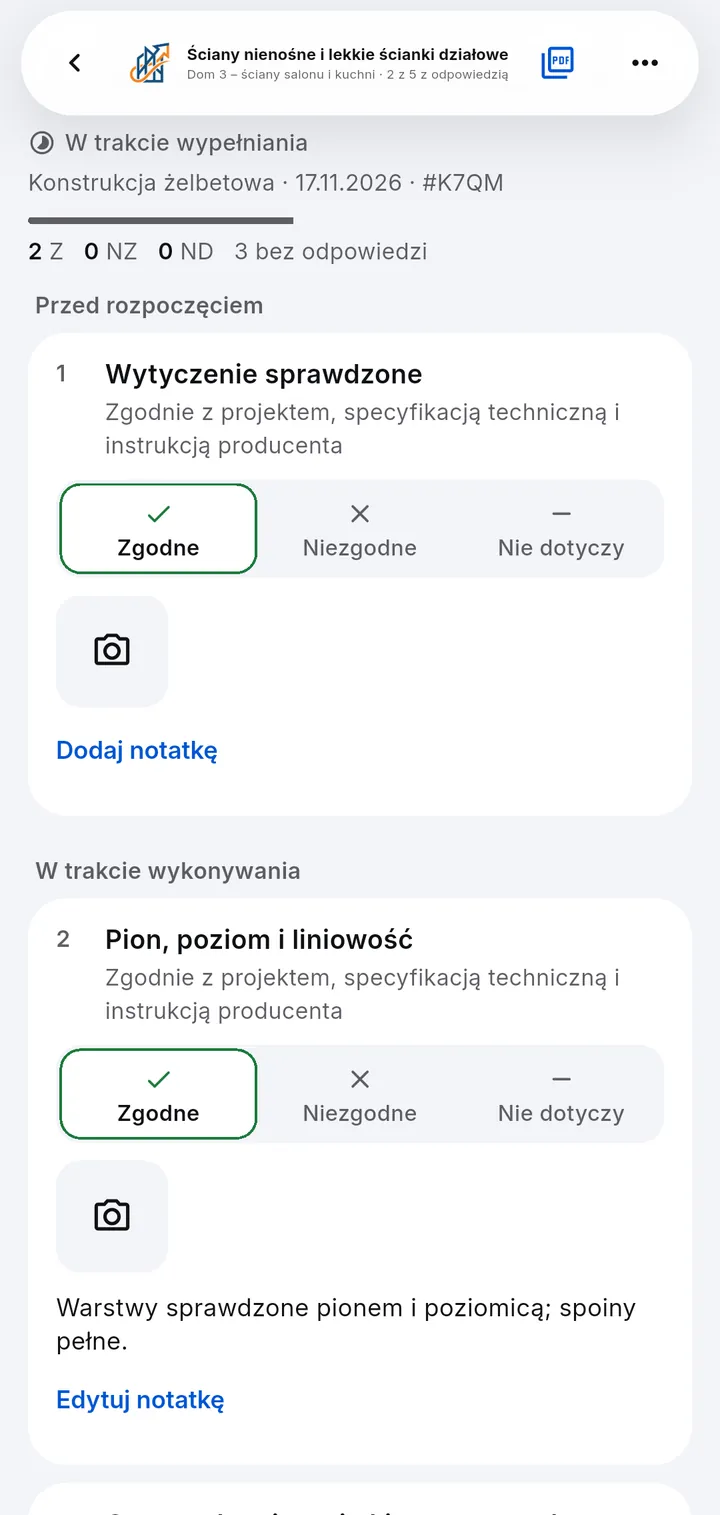 Ściany nienośne i lekkie ścianki działowe
Dom 3 – ściany salonu i kuchni · 2 z 5 z odpowiedzią
PDF
W trakcie wypełniania
Konstrukcja żelbetowa · 17.11.2026 · #K7QM
2 Z 0 NZ 0 ND 3 bez odpowiedzi
Przed rozpoczęciem
1 Wytyczenie sprawdzone
Zgodnie z projektem, specyfikacją techniczną i
instrukcją producenta
Zgodne Niezgodne Nie dotyczy
Dodaj notatkę
W trakcie wykonywania
2 Pion, poziom i liniowość
Zgodnie z projektem, specyfikacją techniczną i
instrukcją producenta
Zgodne Niezgodne Nie dotyczy
Warstwy sprawdzone pionem i poziomicą; spoiny
pełne.
Edytuj notatkę